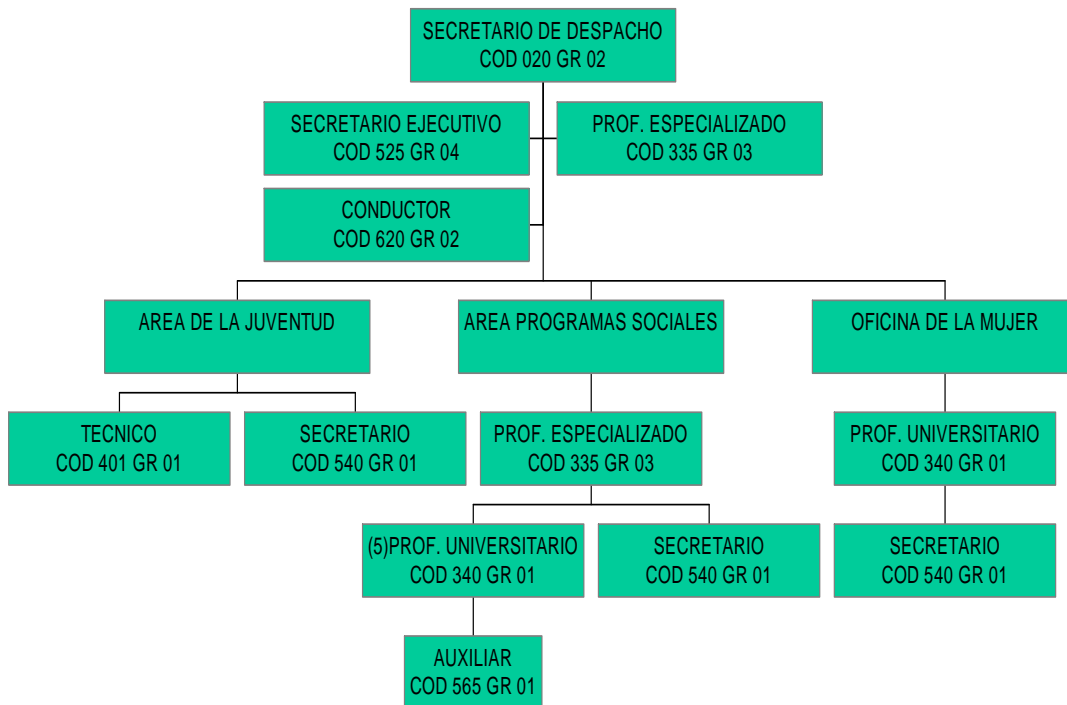 SECRETARIO DE DESPACHO
COD 020 GR 02
SECRETARIO EJECUTIVO
COD 525 GR 04
PROF. ESPECIALIZADO
COD 335 GR 03
CONDUCTOR
COD 620 GR 02
AREA DE LA JUVENTUD
AREA PROGRAMAS SOCIALES
OFICINA DE LA MUJER
TECNICO
COD 401 GR 01
SECRETARIO
COD 540 GR 01
PROF. ESPECIALIZADO
COD 335 GR 03
PROF. UNIVERSITARIO
COD 340 GR 01
(5)PROF. UNIVERSITARIO
COD 340 GR 01
SECRETARIO
COD 540 GR 01
SECRETARIO
COD 540 GR 01
AUXILIAR
COD 565 GR 01